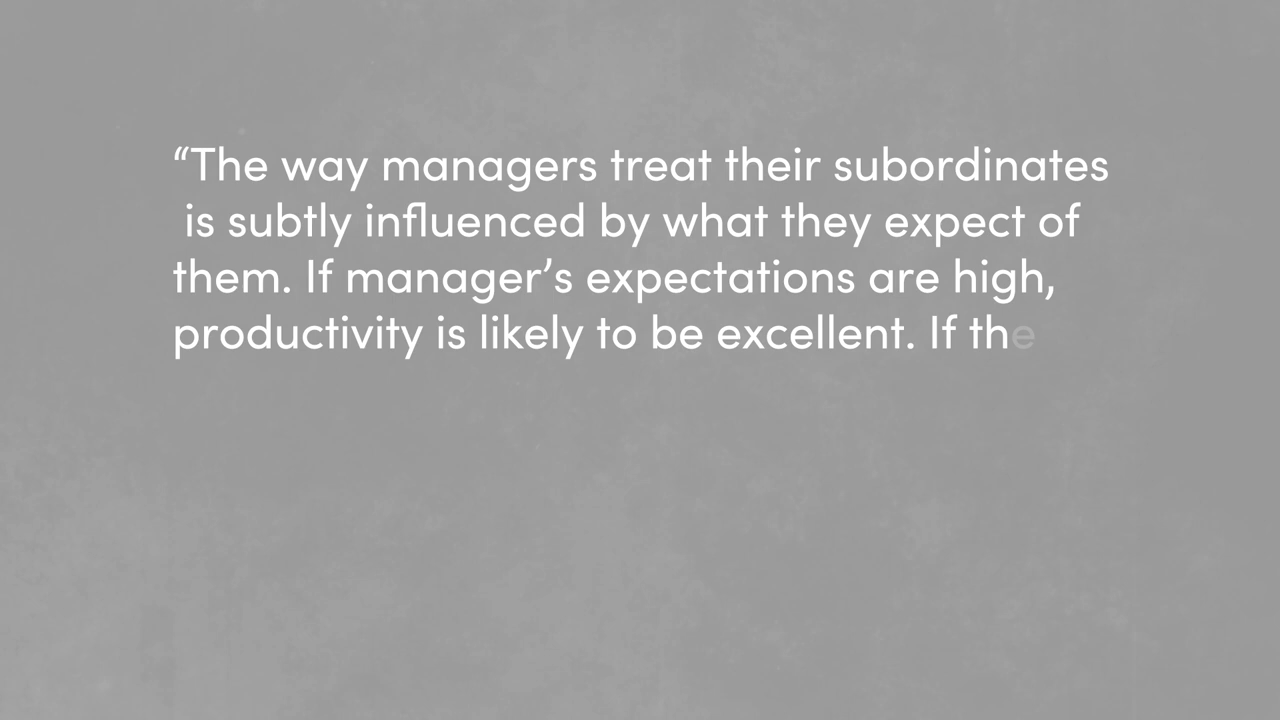 “The way managers treat their subordinates
is subtly influenced by what they expect of
them. If manager’s expectations are high,
productivity is likely to be excellent. If the